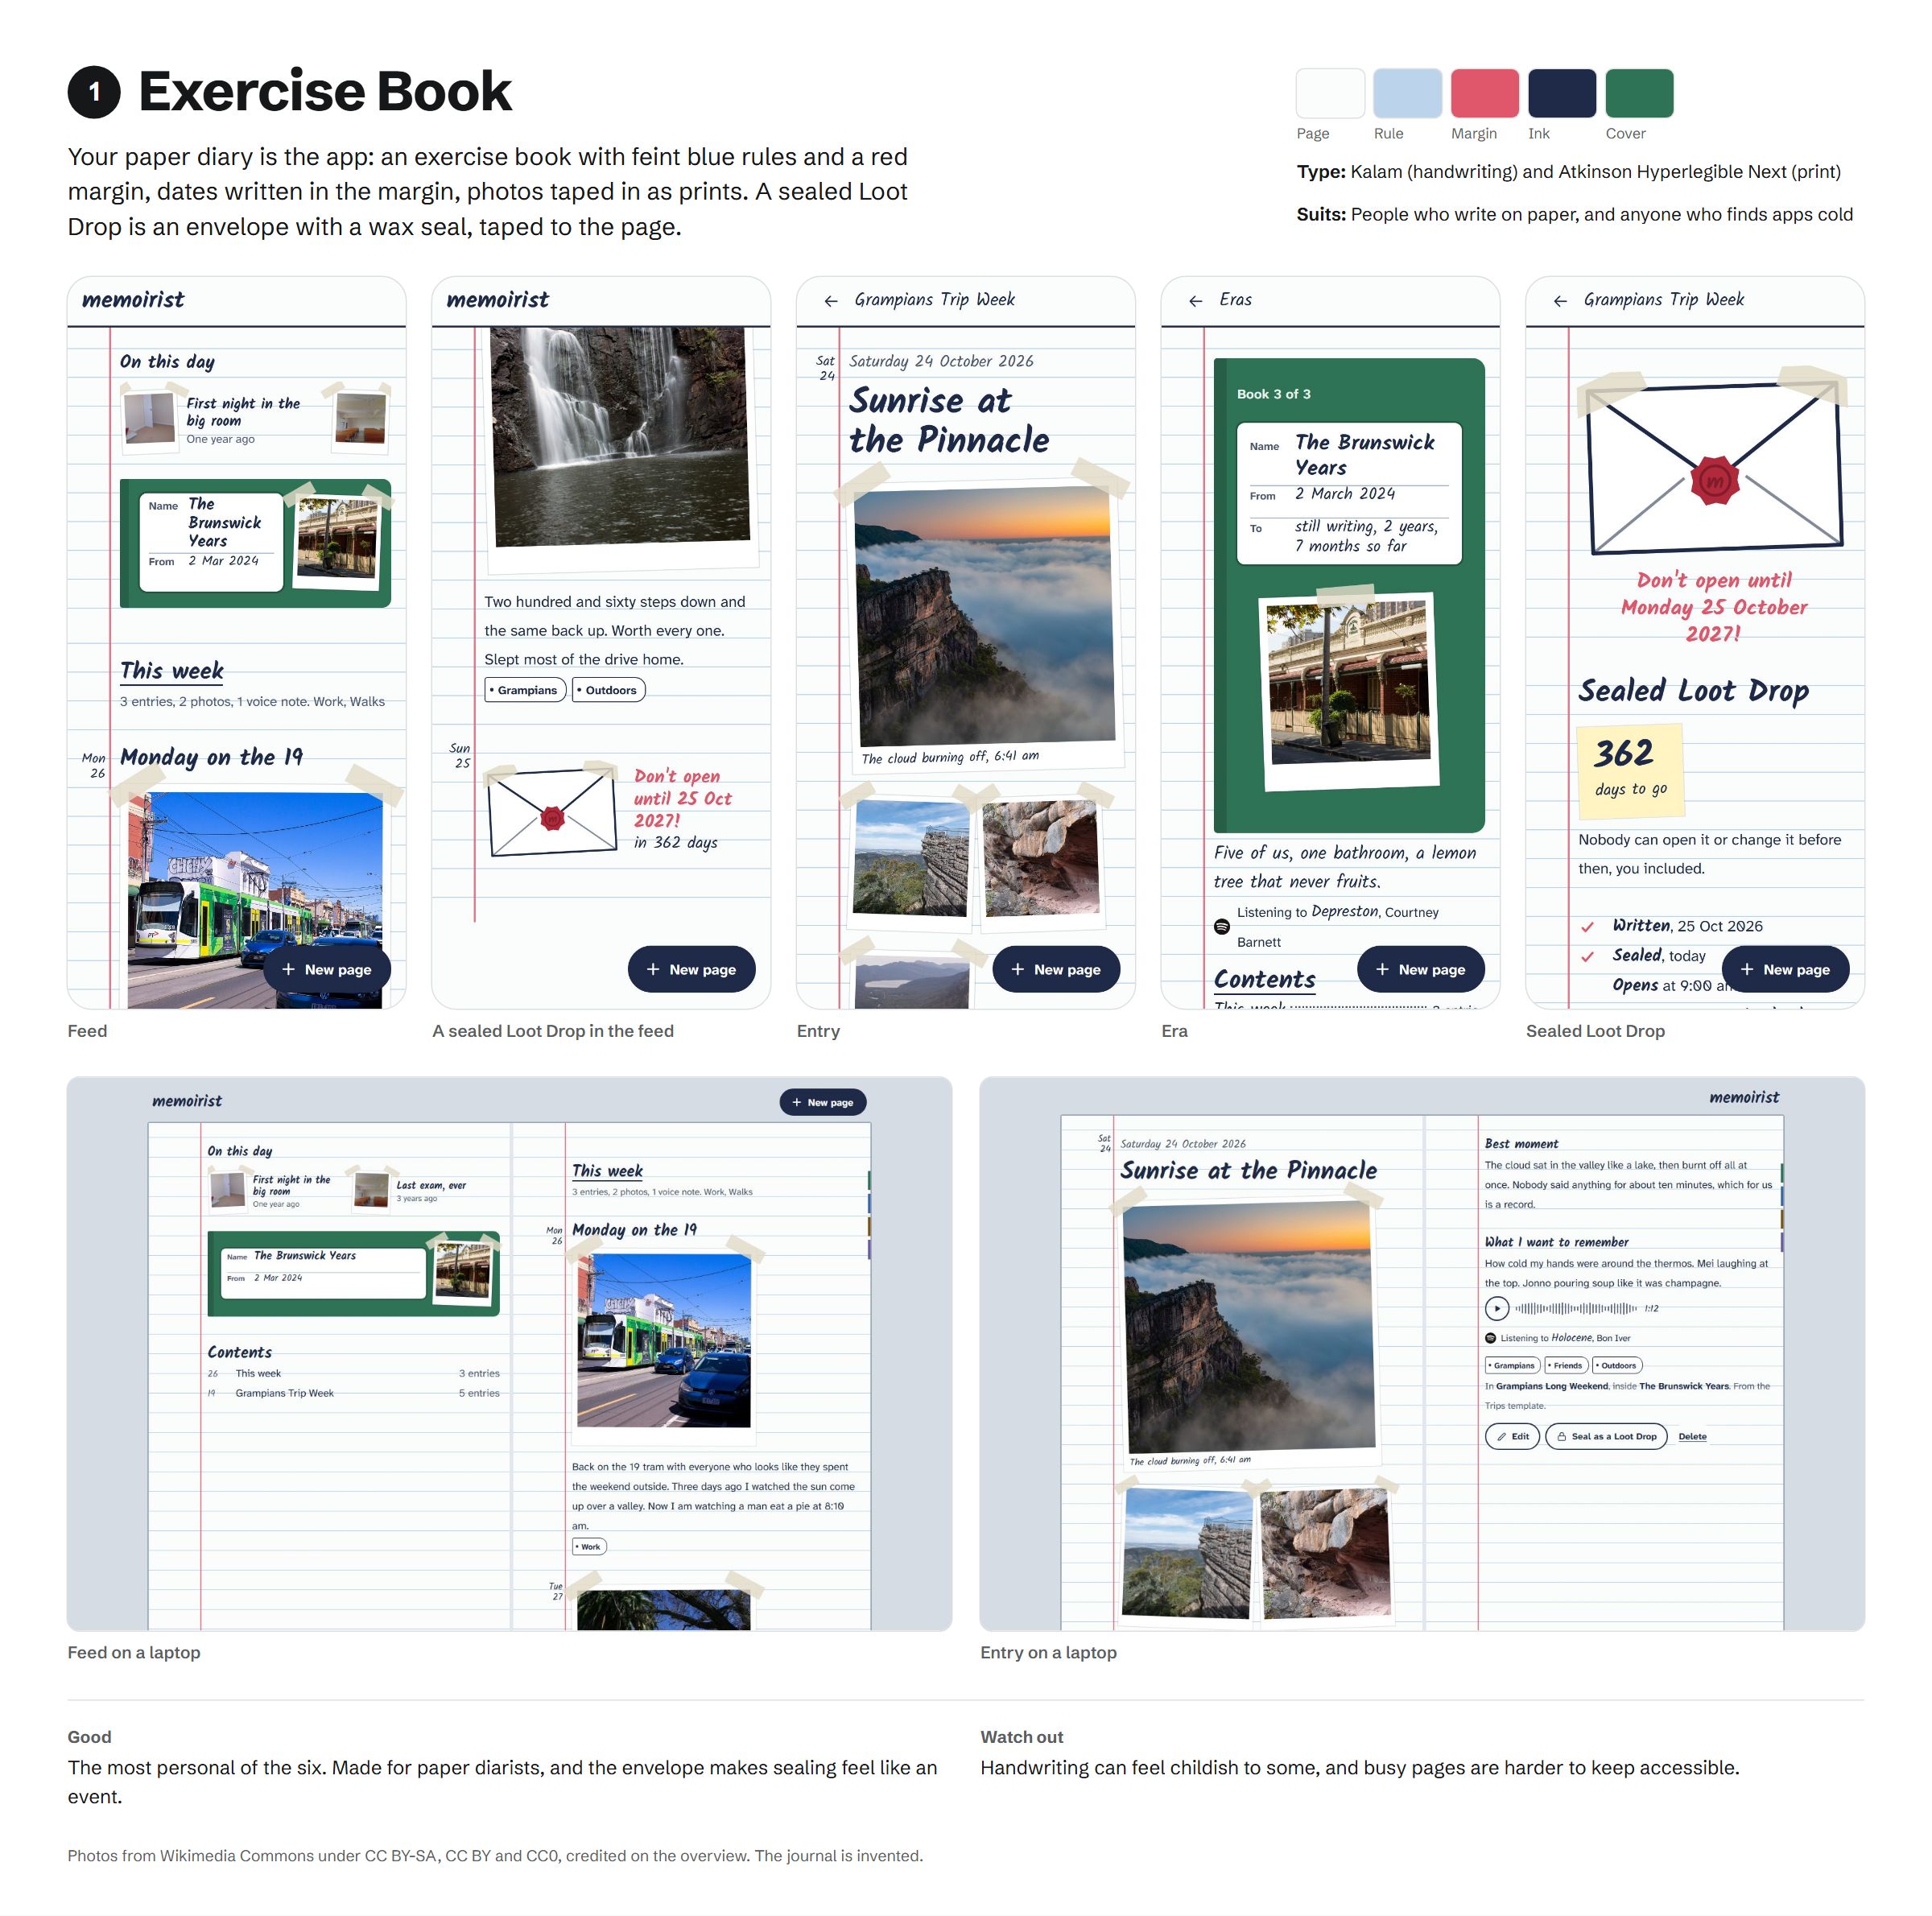 1 Exercise Book
Your paper diary is the app: an exercise book with feint blue rules and a red
margin, dates written in the margin, photos taped in as prints. A sealed Loot
Drop is an envelope with a wax seal, taped to the page.
Page Rule Margin Ink Cover
Type: Kalam (handwriting) and Atkinson Hyperlegible Next (print)
Suits: People who write on paper, and anyone who finds apps cold
memoirist
On this day
First night in the
big room
One year ago
Name The
Brunswick
Years
From 2 Mar 2024
This week
3 entries, 2 photos, 1 voice note. Work, Walks
Mon
26
Monday on the 19
+ New page
Feed
memoirist
Two hundred and sixty steps down and
the same back up. Worth every one.
Slept most of the drive home.
• Grampians • Outdoors
Sun
25
m
Don't open
until 25 Oct
2027!
in 362 days
+ New page
A sealed Loot Drop in the feed
← Grampians Trip Week
Sat
24
Saturday 24 October 2026
Sunrise at
the Pinnacle
The cloud burning off, 6:41 am
+ New page
Entry
← Eras
Book 3 of 3
Name The Brunswick
Years
From 2 March 2024
To still writing, 2 years,
7 months so far
Five of us, one bathroom, a lemon
tree that never fruits.
Listening to Depreston, Courtney
Barnett
Contents
This week
+ New page
Era
← Grampians Trip Week
m
Don't open until
Monday 25 October
2027!
Sealed Loot Drop
362
days to go
Nobody can open it or change it before
then, you included.
Written, 25 Oct 2026
Sealed, today
Opens at 9:00 am
+ New page
Sealed Loot Drop
memoirist
+ New page
On this day
First night in the
big room
One year ago
Last exam, ever
3 years ago
Name The Brunswick Years
From 2 Mar 2024
Contents
26 This week 3 entries
19 Grampians Trip Week 5 entries
This week
3 entries, 2 photos, 1 voice note. Work, Walks
Mon
26
Monday on the 19
Back on the 19 tram with everyone who looks like they spent
the weekend outside. Three days ago I watched the sun come
up over a valley. Now I am watching a man eat a pie at 8:10
am.
• Work
Tue
27
Feed on a laptop
memoirist
Sat
24
Saturday 24 October 2026
Sunrise at the Pinnacle
The cloud burning off, 6:41 am
Best moment
The cloud sat in the valley like a lake, then burnt off all at
once. Nobody said anything for about ten minutes, which for us
is a record.
What I want to remember
How cold my hands were around the thermos. Mei laughing at
the top. Jonno pouring soup like it was champagne.
1:12
Listening to Holocene, Bon Iver
• Grampians • Friends • Outdoors
In Grampians Long Weekend, inside The Brunswick Years. From the
Trips template.
Edit Seal as a Loot Drop Delete
Entry on a laptop
Good
The most personal of the six. Made for paper diarists, and the envelope makes sealing feel like an
event.
Watch out
Handwriting can feel childish to some, and busy pages are harder to keep accessible.
Photos from Wikimedia Commons under CC BY-SA, CC BY and CC0, credited on the overview. The journal is invented.